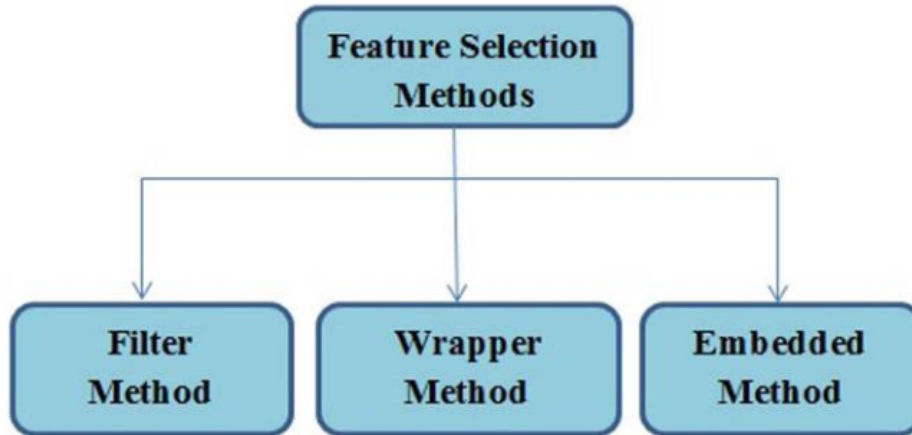 Feature Selection
Methods
Filter
Method
Wrapper
Method
Embedded
Method